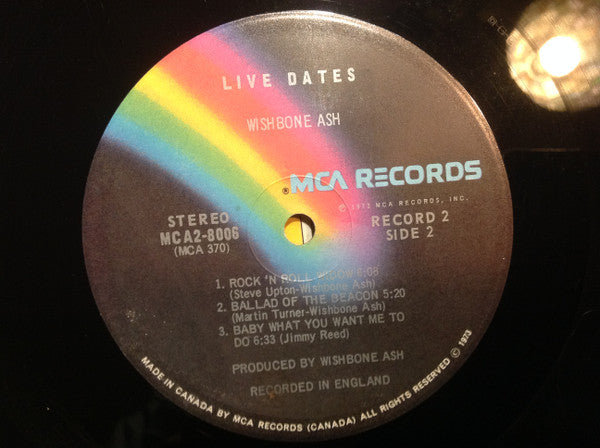 LIVE DATES
WISHBONE ASH
MCA RECORDS
℗ 1973 MCA RECORDS, INC.
STEREO
MCA2-8006
(MCA 370)
RECORD 2
SIDE 2
1. ROCK 'N ROLL WIDOW 6:08
(Steve Upton-Wishbone Ash)
2. BALLAD OF THE BEACON 5:20
(Martin Turner-Wishbone Ash)
3. BABY WHAT YOU WANT ME TO
DO 6:33 (Jimmy Reed)
PRODUCED BY WISHBONE ASH
RECORDED IN ENGLAND
MADE IN CANADA BY MCA RECORDS (CANADA) ALL RIGHTS RESERVED © 1973